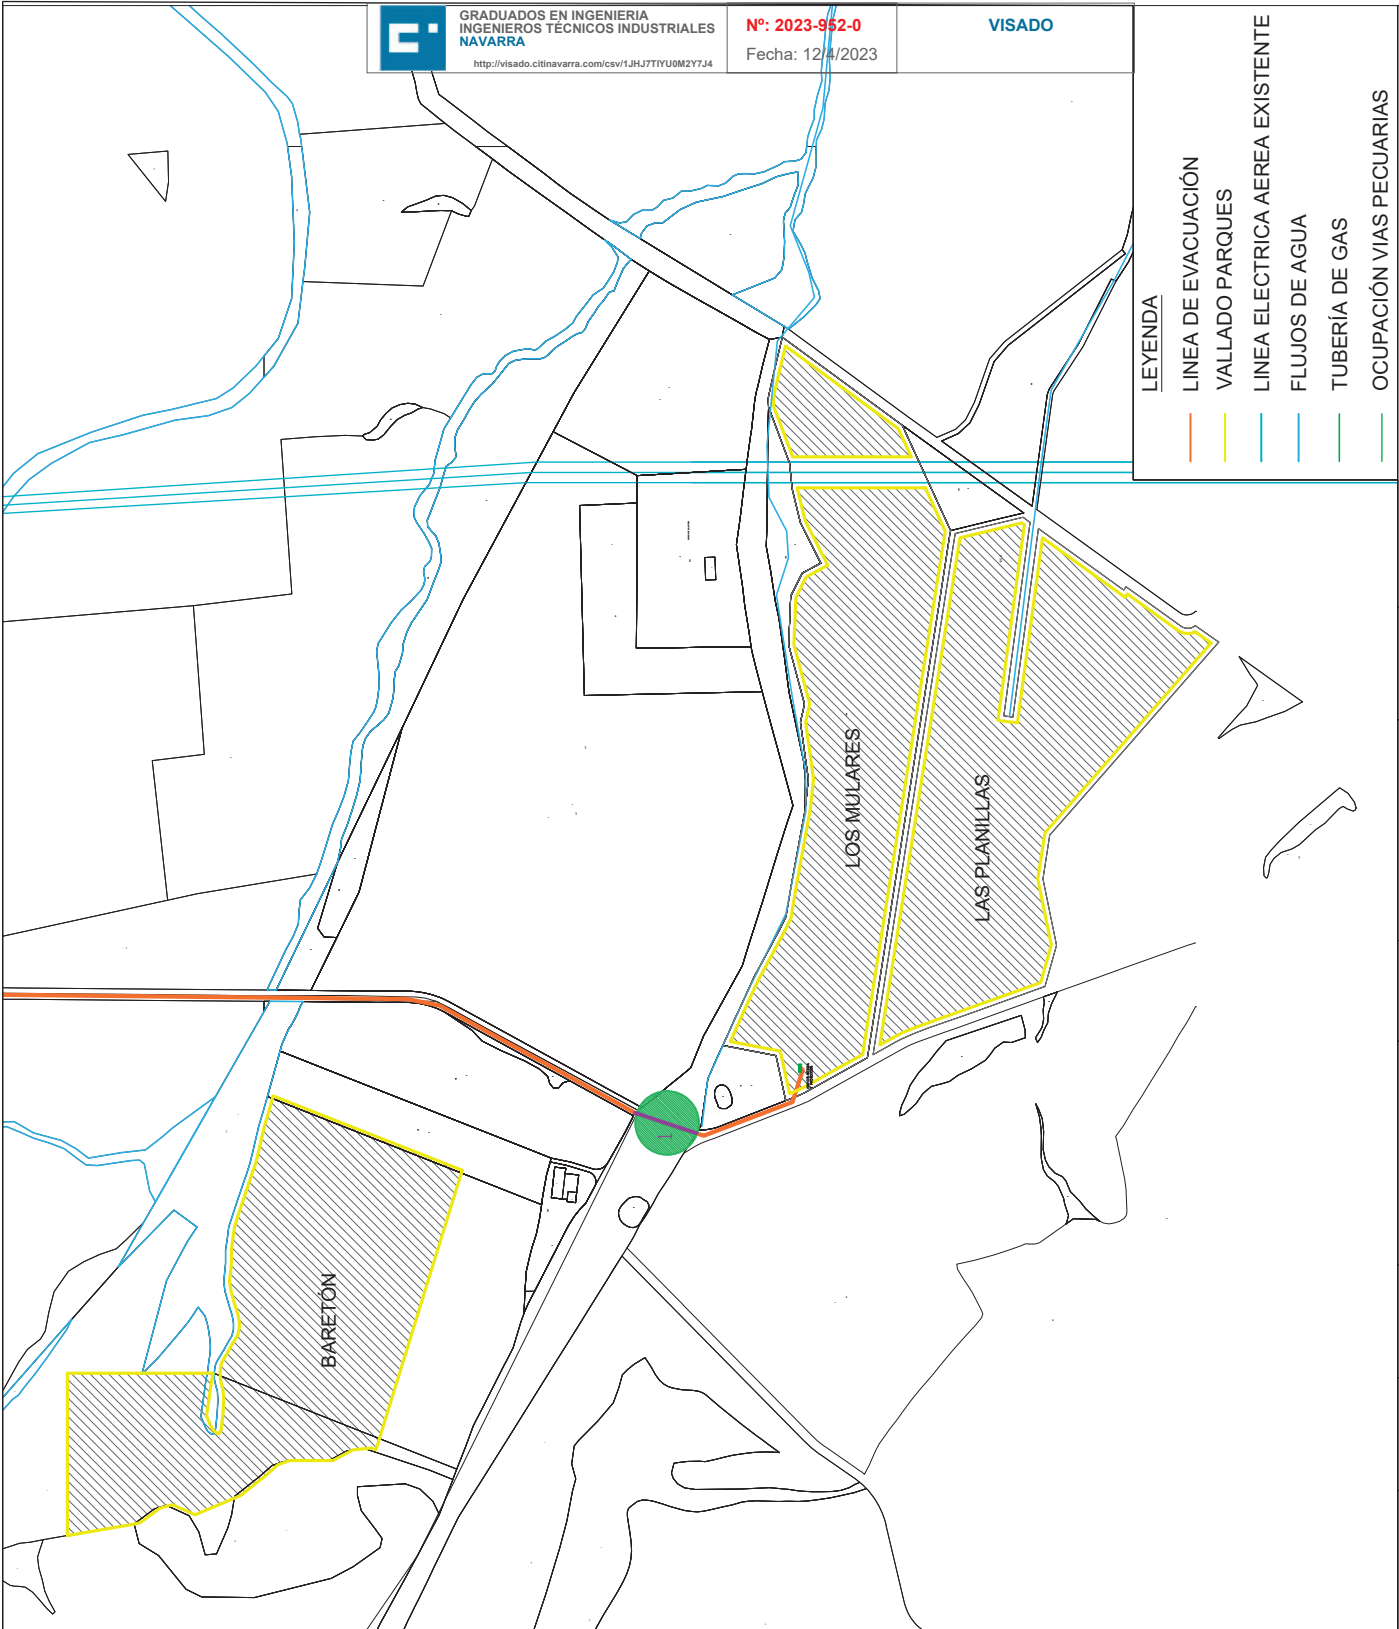 GRADUADOS EN INGENIERIA
INGENIEROS TÉCNICOS INDUSTRIALES
NAVARRA
http://visado.citinavarra.com/csv/1JHJ7TIYU0M2Y7J4
Nº: 2023-952-0
Fecha: 12/4/2023
VISADO
LEYENDA
LINEA DE EVACUACIÓN
VALLADO PARQUES
LINEA ELECTRICA AEREA EXISTENTE
FLUJOS DE AGUA
TUBERÍA DE GAS
OCUPACIÓN VIAS PECUARIAS
LOS MULARES
LAS PLANILLAS
BARETÓN
1